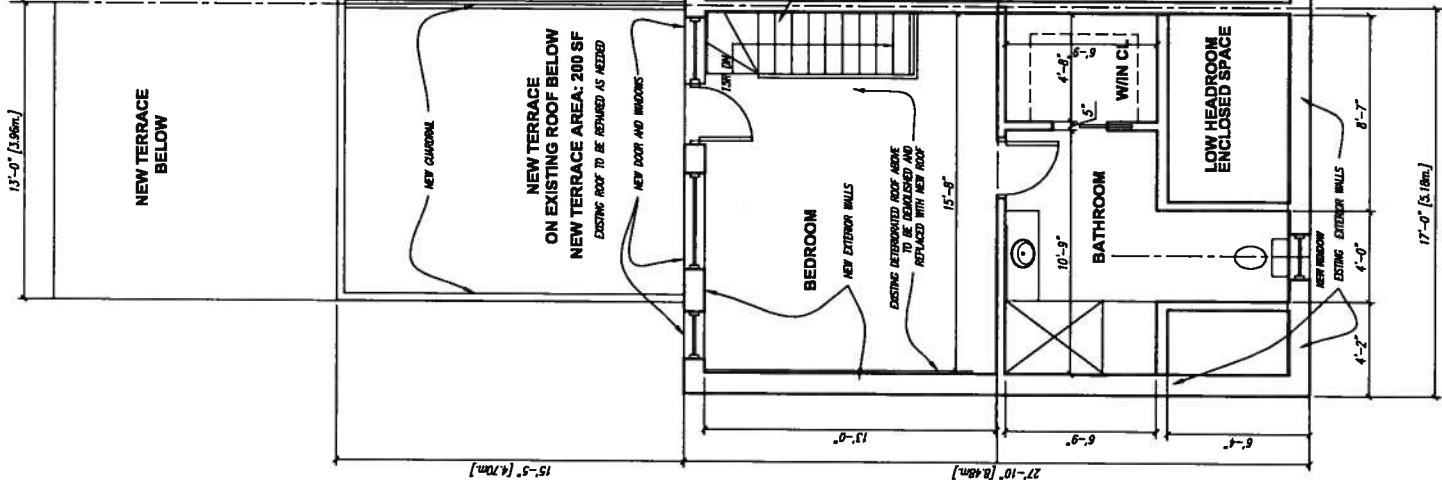 13'-0" [3.96m.]
NEW TERRACE
BELOW
NEW GUARDRAIL
NEW TERRACE
ON EXISTING ROOF BELOW
NEW TERRACE AREA: 200 SF
EXISTING ROOF TO BE REPAIRED AS NEEDED
NEW DOOR AND WINDOWS
15'-5" [4.70m.]
15R DN
BEDROOM
NEW EXTERIOR WALLS
EXISTING DETERIORATED ROOF ABOVE
TO BE DEMOLISHED AND
REPLACED WITH NEW ROOF
15'-8"
13'-0"
27'-10" [8.48m.]
6'-9"
4'-8"
5"
W/IN CL.
10'-9"
BATHROOM
LOW HEADROOM
ENCLOSED SPACE
6'-9"
6'-4"
NEW WINDOW
EISTING EXTERIOR WALLS
4'-2"
4'-0"
8'-7"
17'-0" [5.18m.]